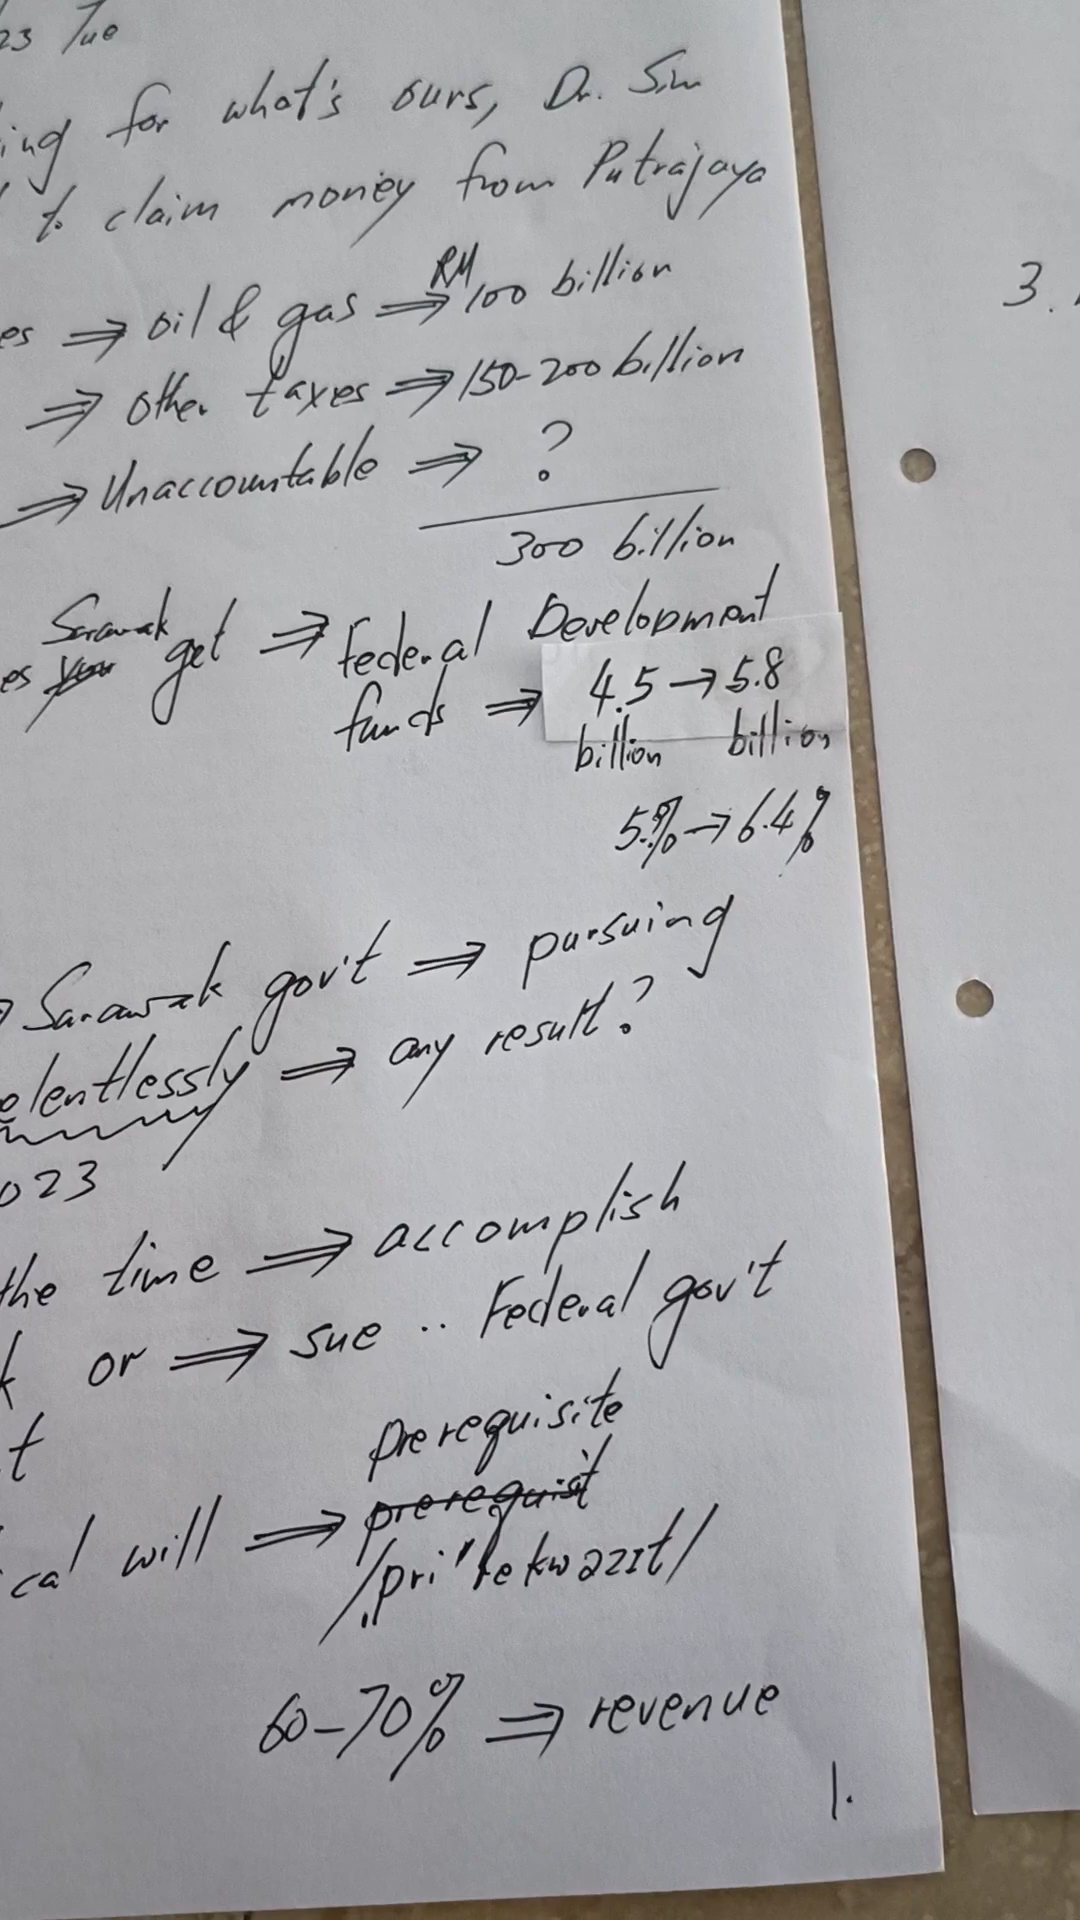 23 Tue
ing for what's ours, Dr. Sim
to claim money from Putrajaya
es ⇒ oil & gas ⇒ RM 100 billion
⇒ Other taxes ⇒ 150-200 billion
⇒ Unaccountable ⇒ ?
300 billion
es you Sarawak get ⇒ Federal Development
funds ⇒ 4.5 → 5.8
billion billion
5.% → 6.4%
Sarawak gov't ⇒ pursuing
elentlessly ⇒ any result?
023
the time ⇒ accomplish
k or ⇒ sue .. Federal gov't
t
prerequisite
cal will ⇒ prerequist
/ˌpriˈrekwəzɪt/
60-70% ⇒ revenue
1.
3.